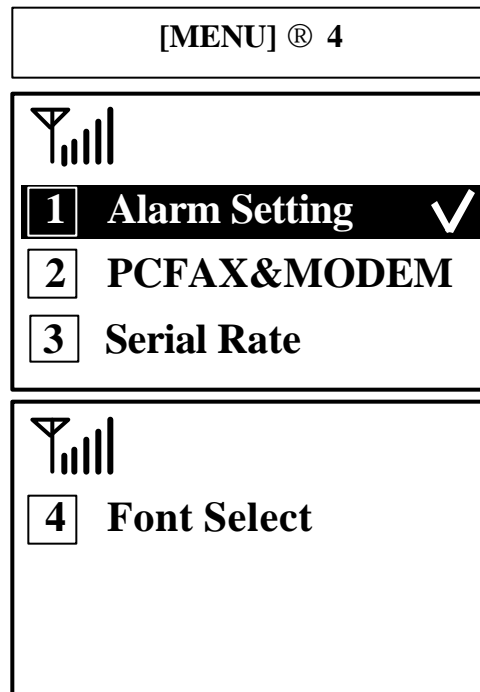 [MENU] ® 4
1 Alarm Setting
2 PCFAX&MODEM
3 Serial Rate
4 Font Select